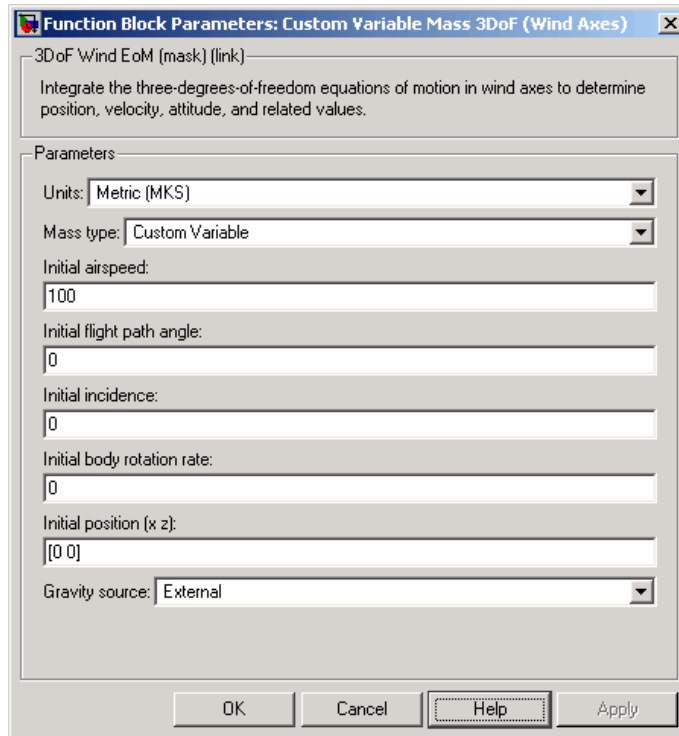 Function Block Parameters: Custom Variable Mass 3DoF (Wind Axes)
3DoF Wind EoM (mask) (link)
Integrate the three-degrees-of-freedom equations of motion in wind axes to determine
position, velocity, attitude, and related values.
Parameters
Units: Metric (MKS)
Mass type: Custom Variable
Initial airspeed:
100
Initial flight path angle:
0
Initial incidence:
0
Initial body rotation rate:
0
Initial position (x z):
[0 0]
Gravity source: External
OK Cancel Help Apply